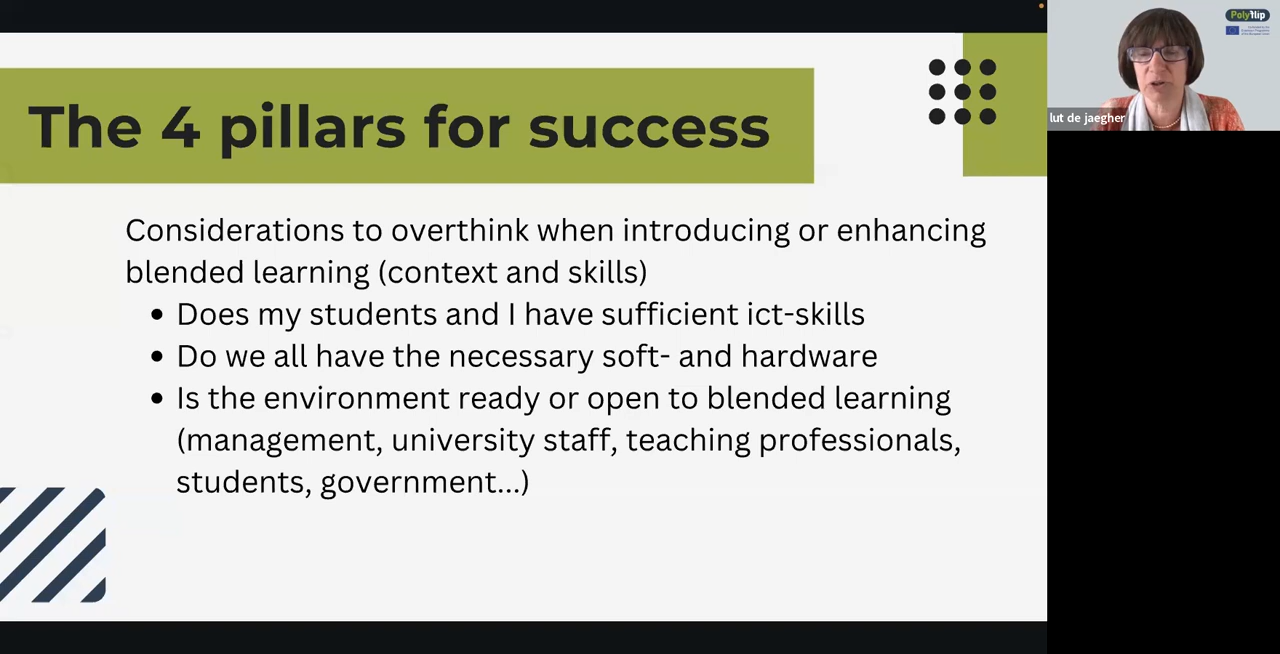 The 4 pillars for success
Considerations to overthink when introducing or enhancing
blended learning (context and skills)
• Does my students and I have sufficient ict-skills
• Do we all have the necessary soft- and hardware
• Is the environment ready or open to blended learning
(management, university staff, teaching professionals,
students, government...)
Polyflip
lut de jaegher